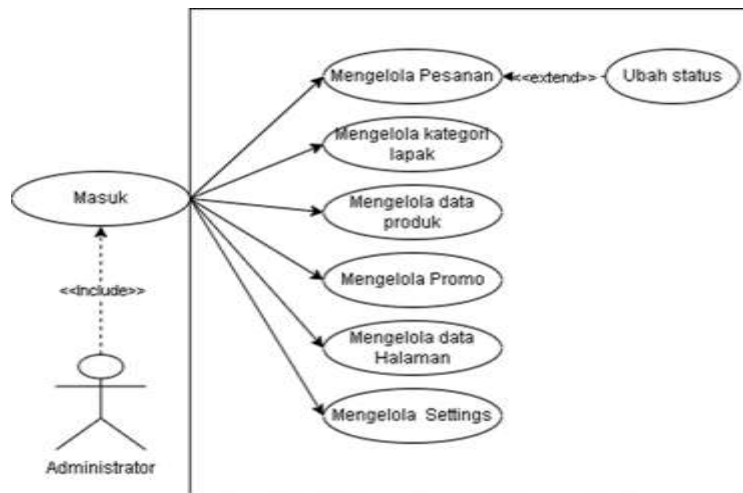 Mengelola Pesanan
<<extend>>
Ubah status
Mengelola kategori
lapak
Masuk
Mengelola data
produk
Mengelola Promo
<<Include>>
Mengelola data
Halaman
Mengelola Settings
Administrator